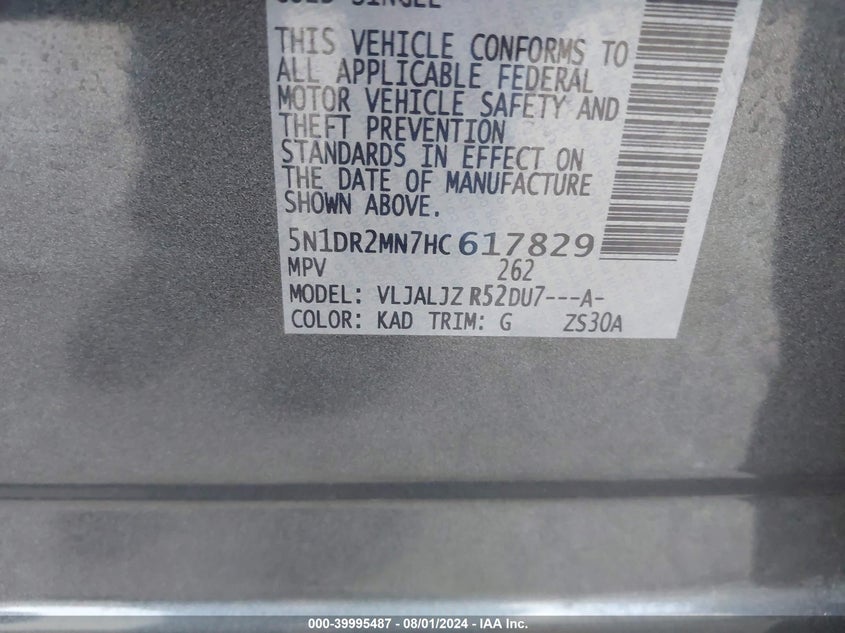 THIS VEHICLE CONFORMS TO
ALL APPLICABLE FEDERAL
MOTOR VEHICLE SAFETY AND
THEFT PREVENTION
STANDARDS IN EFFECT ON
THE DATE OF MANUFACTURE
SHOWN ABOVE.
5N1DR2MN7HC617829
MPV 262
MODEL: VLJALJZ R52DU7---A-
COLOR: KAD TRIM: G ZS30A
000-39995487 - 08/01/2024 - IAA Inc.